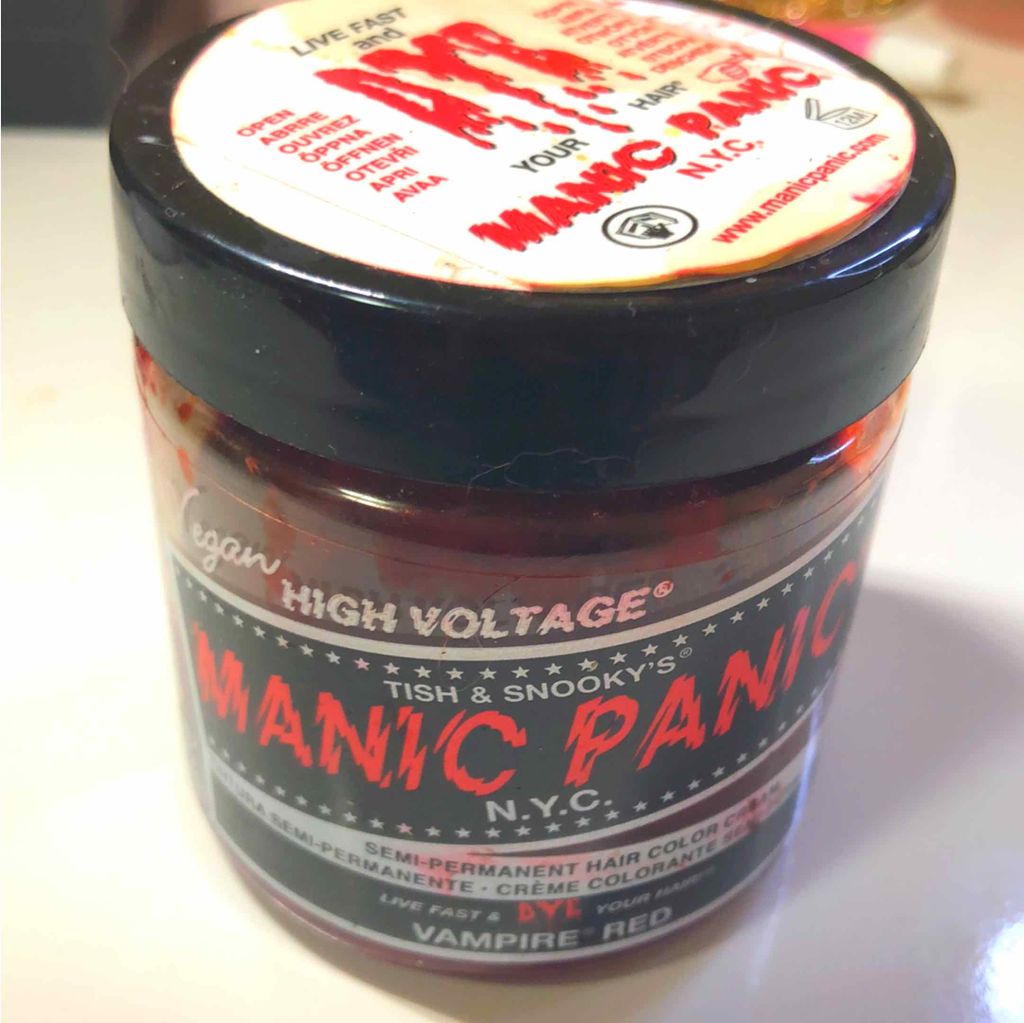 LIVE FAST
and
DYE
YOUR HAIR®
MANIC PANIC
N.Y.C.
OPEN
ABRRE
OUVREZ
ÖPPNA
ÖFFNEN
OTEVŘI
APRI
AVAA
12M
www.manicpanic.com
Vegan
HIGH VOLTAGE®
TISH & SNOOKY'S®
MANIC PANIC
N.Y.C.
SEMI-PERMANENT HAIR COLOR CREAM
SEMI-PERMANENTE · CRÈME COLORANTE
LIVE FAST & DYE YOUR HAIR®
VAMPIRE® RED